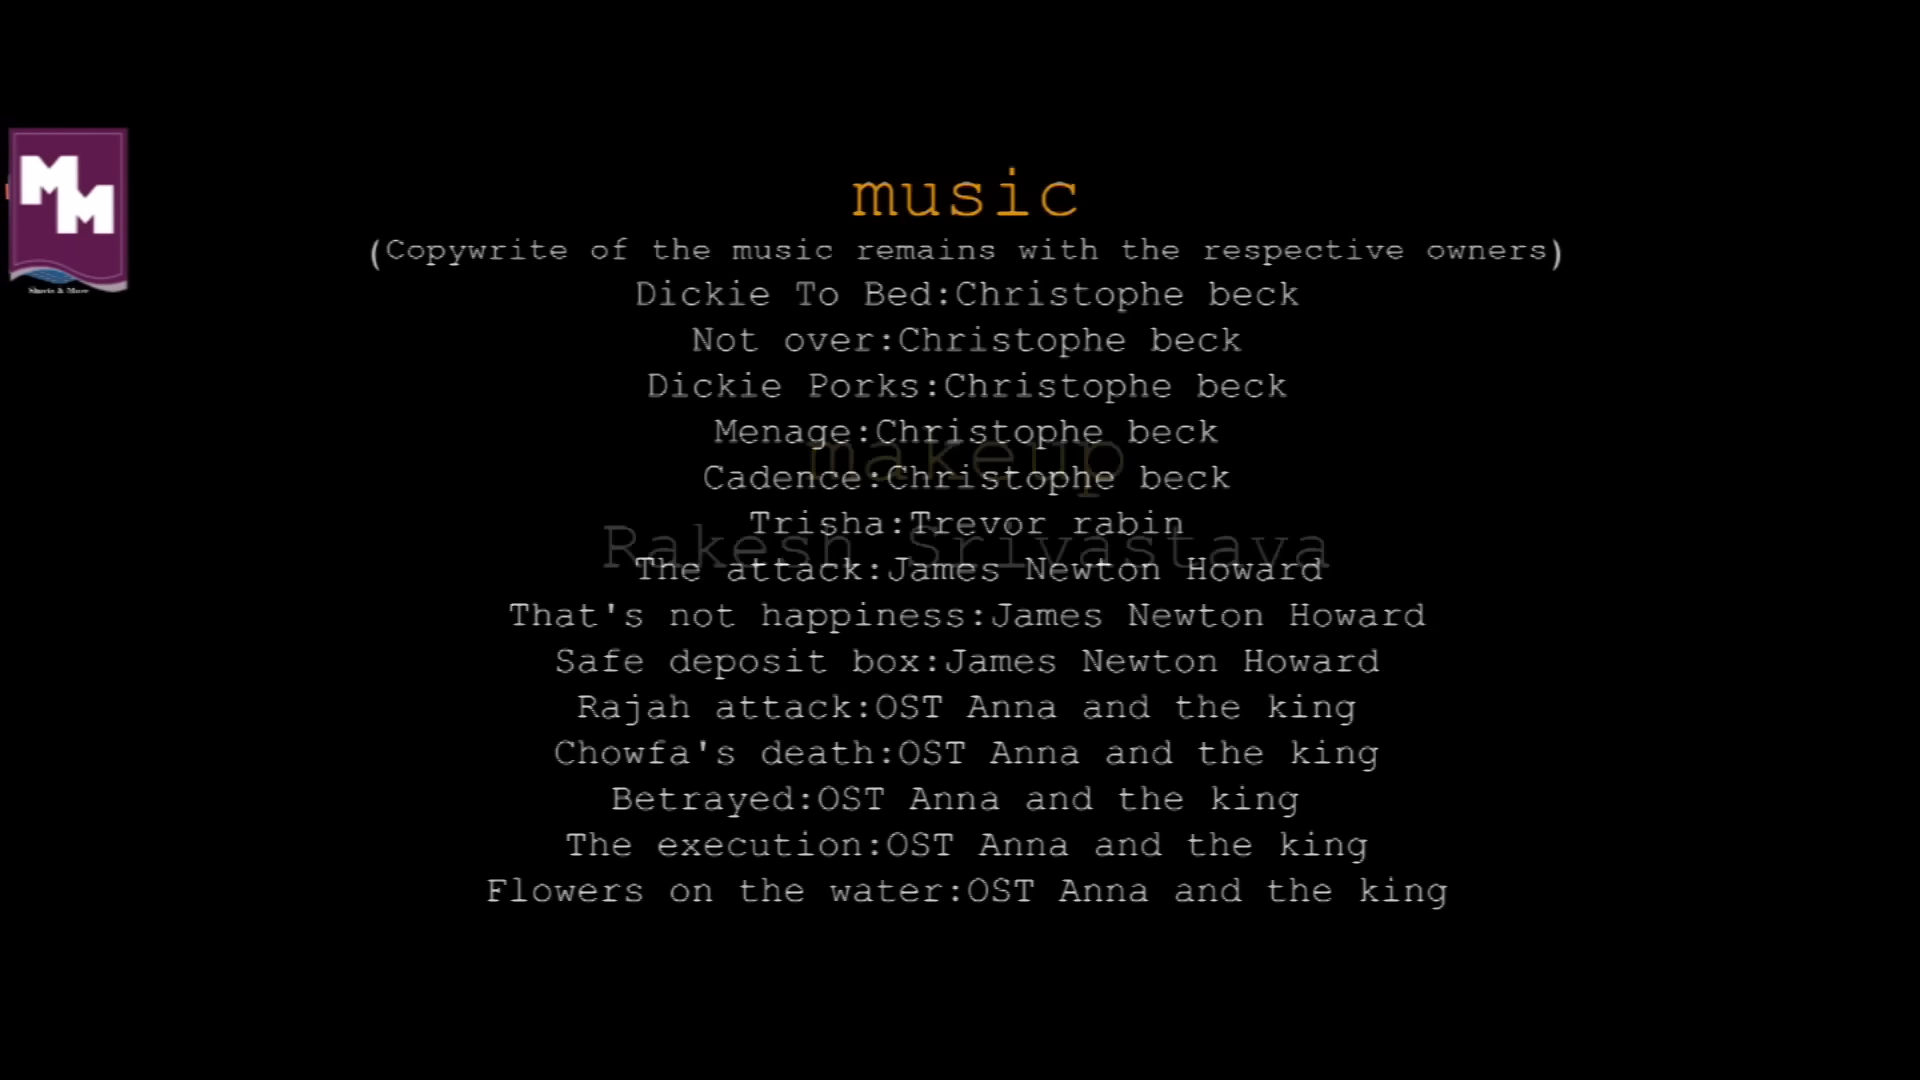 MM
music
(Copywrite of the music remains with the respective owners)
Dickie To Bed:Christophe beck
Not over:Christophe beck
Dickie Porks:Christophe beck
Menage:Christophe beck
makeup
Cadence:Christophe beck
Trisha:Trevor rabin
Rakesh Srivastava
The attack:James Newton Howard
That's not happiness:James Newton Howard
Safe deposit box:James Newton Howard
Rajah attack:OST Anna and the king
Chowfa's death:OST Anna and the king
Betrayed:OST Anna and the king
The execution:OST Anna and the king
Flowers on the water:OST Anna and the king